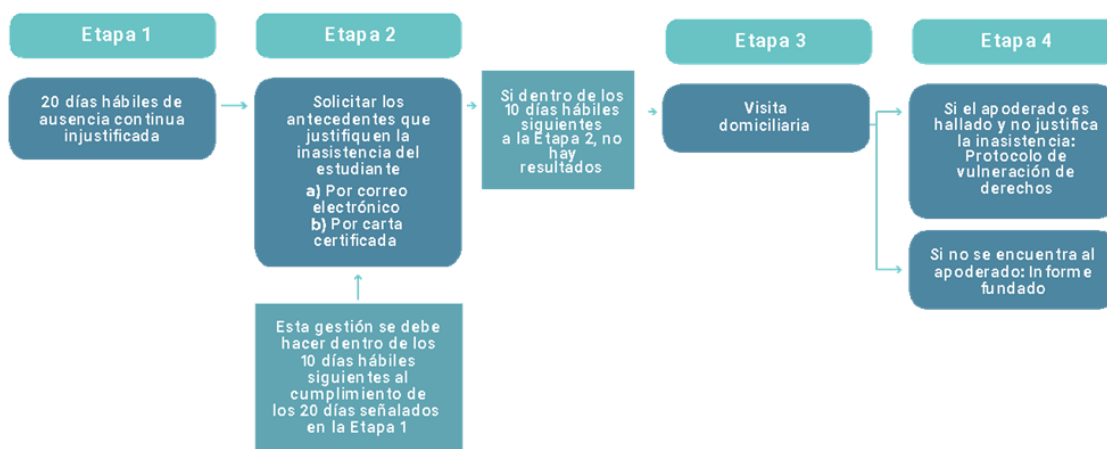 Etapa 1
20 días hábiles de
ausencia continua
injustificada
Etapa 2
Solicitar los
antecedentes que
justifiquen la
inasistencia del
estudiante
a) Por correo
electrónico
b) Por carta
certificada
Esta gestión se debe
hacer dentro de los
10 días hábiles
siguientes al
cumplimiento de
los 20 días señalados
en la Etapa 1
Si dentro de los
10 días hábiles
siguientes
a la Etapa 2, no
hay
resultados
Etapa 3
Visita
domiciliaria
Etapa 4
Si el apoderado es
hallado y no justifica
la inasistencia:
Protocolo de
vulneración de
derechos
Si no se encuentra al
apoderado: Informe
fundado